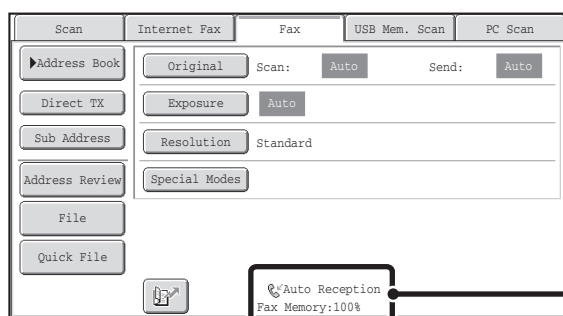 Scan Internet Fax Fax USB Mem. Scan PC Scan
Address Book Original Scan: Auto Send: Auto
Direct TX Exposure Auto
Sub Address Resolution Standard
Address Review Special Modes
File
Quick File
Auto Reception
Fax Memory:100%